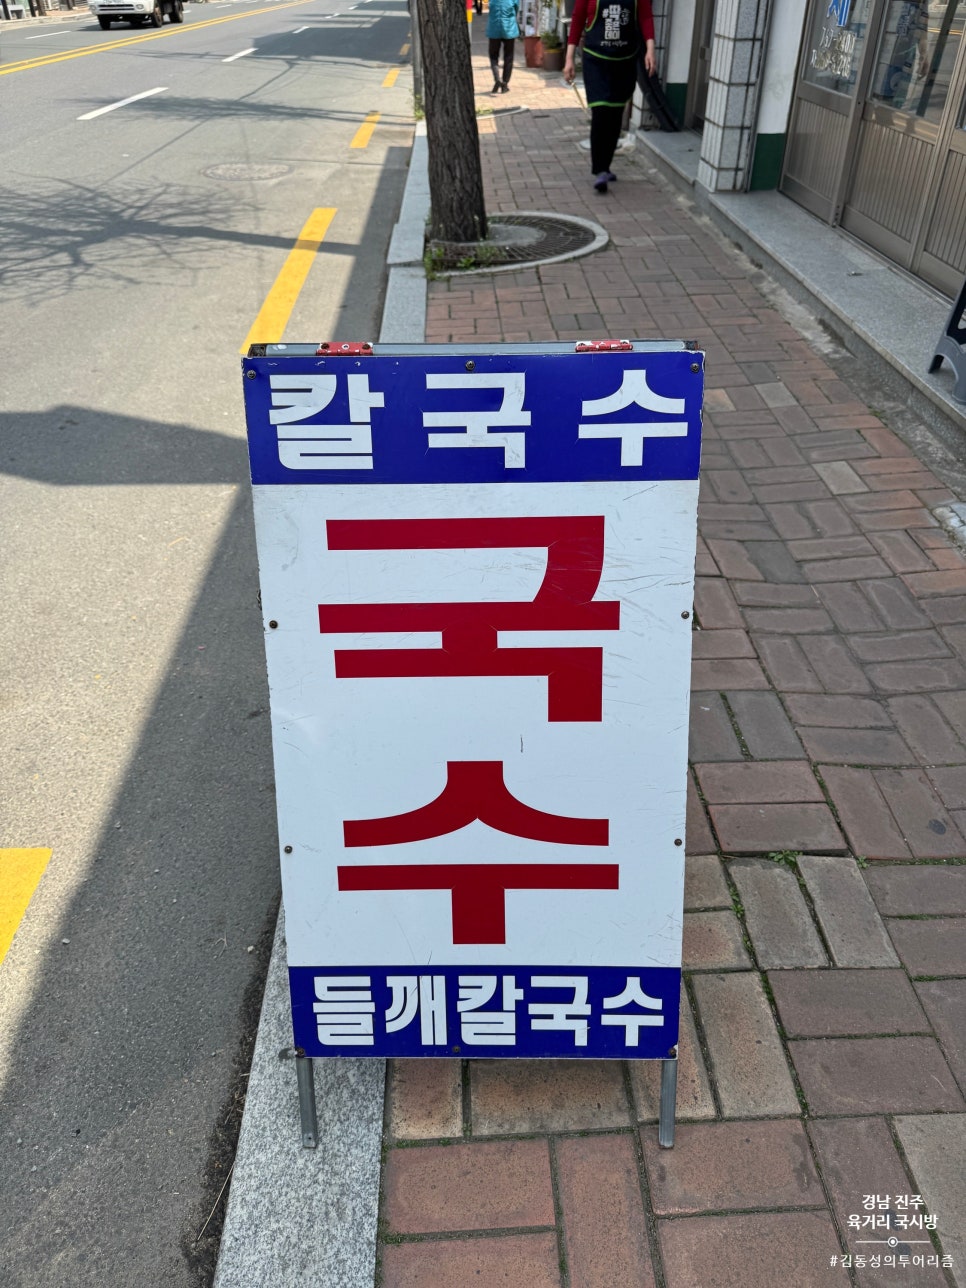 칼국수
국수
들깨칼국수
경남 진주
육거리 국시방
#김동성의투어리즘